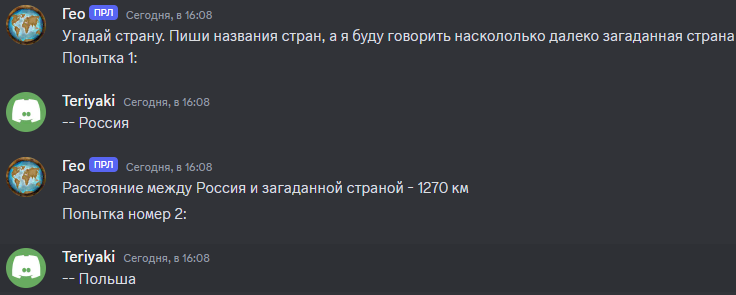 Гео ПРЛ Сегодня, в 16:08
Угадай страну. Пиши названия стран, а я буду говорить наскололько далеко загаданная страна
Попытка 1:
Teriyaki Сегодня, в 16:08
-- Россия
Гео ПРЛ Сегодня, в 16:08
Расстояние между Россия и загаданной страной - 1270 км
Попытка номер 2:
Teriyaki Сегодня, в 16:08
-- Польша